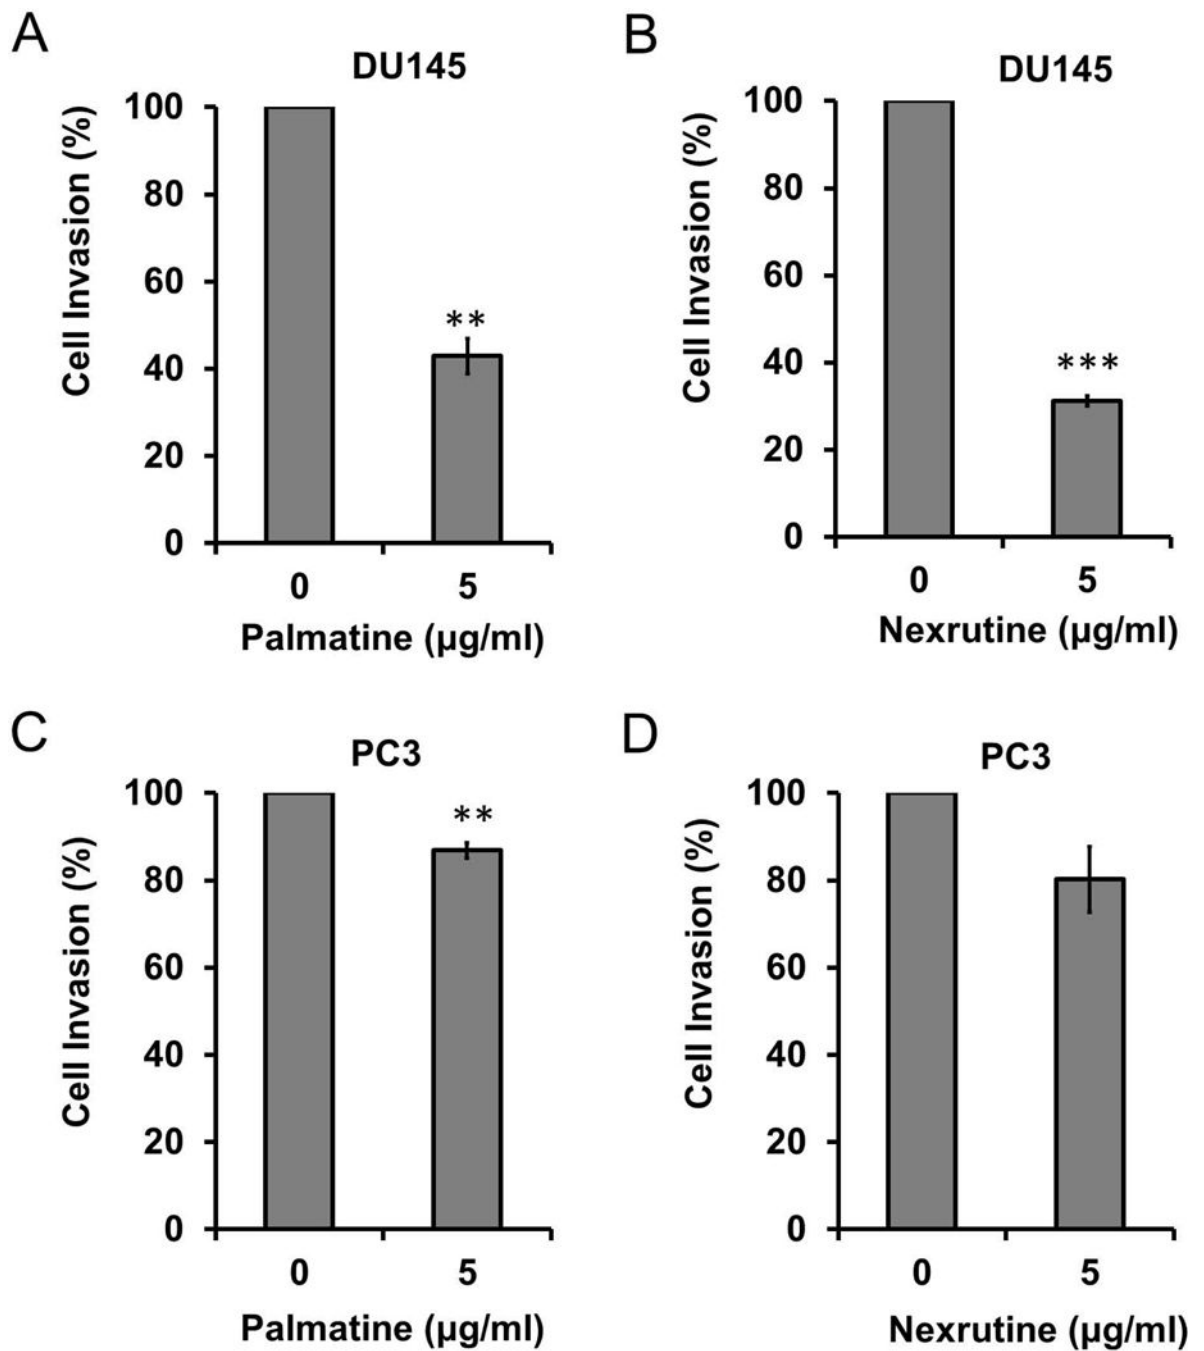 A
DU145
Cell Invasion (%)
100
80
60
40
20
0
**
0 5
Palmatine (µg/ml)
B
DU145
Cell Invasion (%)
100
80
60
40
20
0
***
0 5
Nexrutine (µg/ml)
C
PC3
Cell Invasion (%)
100
80
60
40
20
0
**
0 5
Palmatine (µg/ml)
D
PC3
Cell Invasion (%)
100
80
60
40
20
0
0 5
Nexrutine (µg/ml)